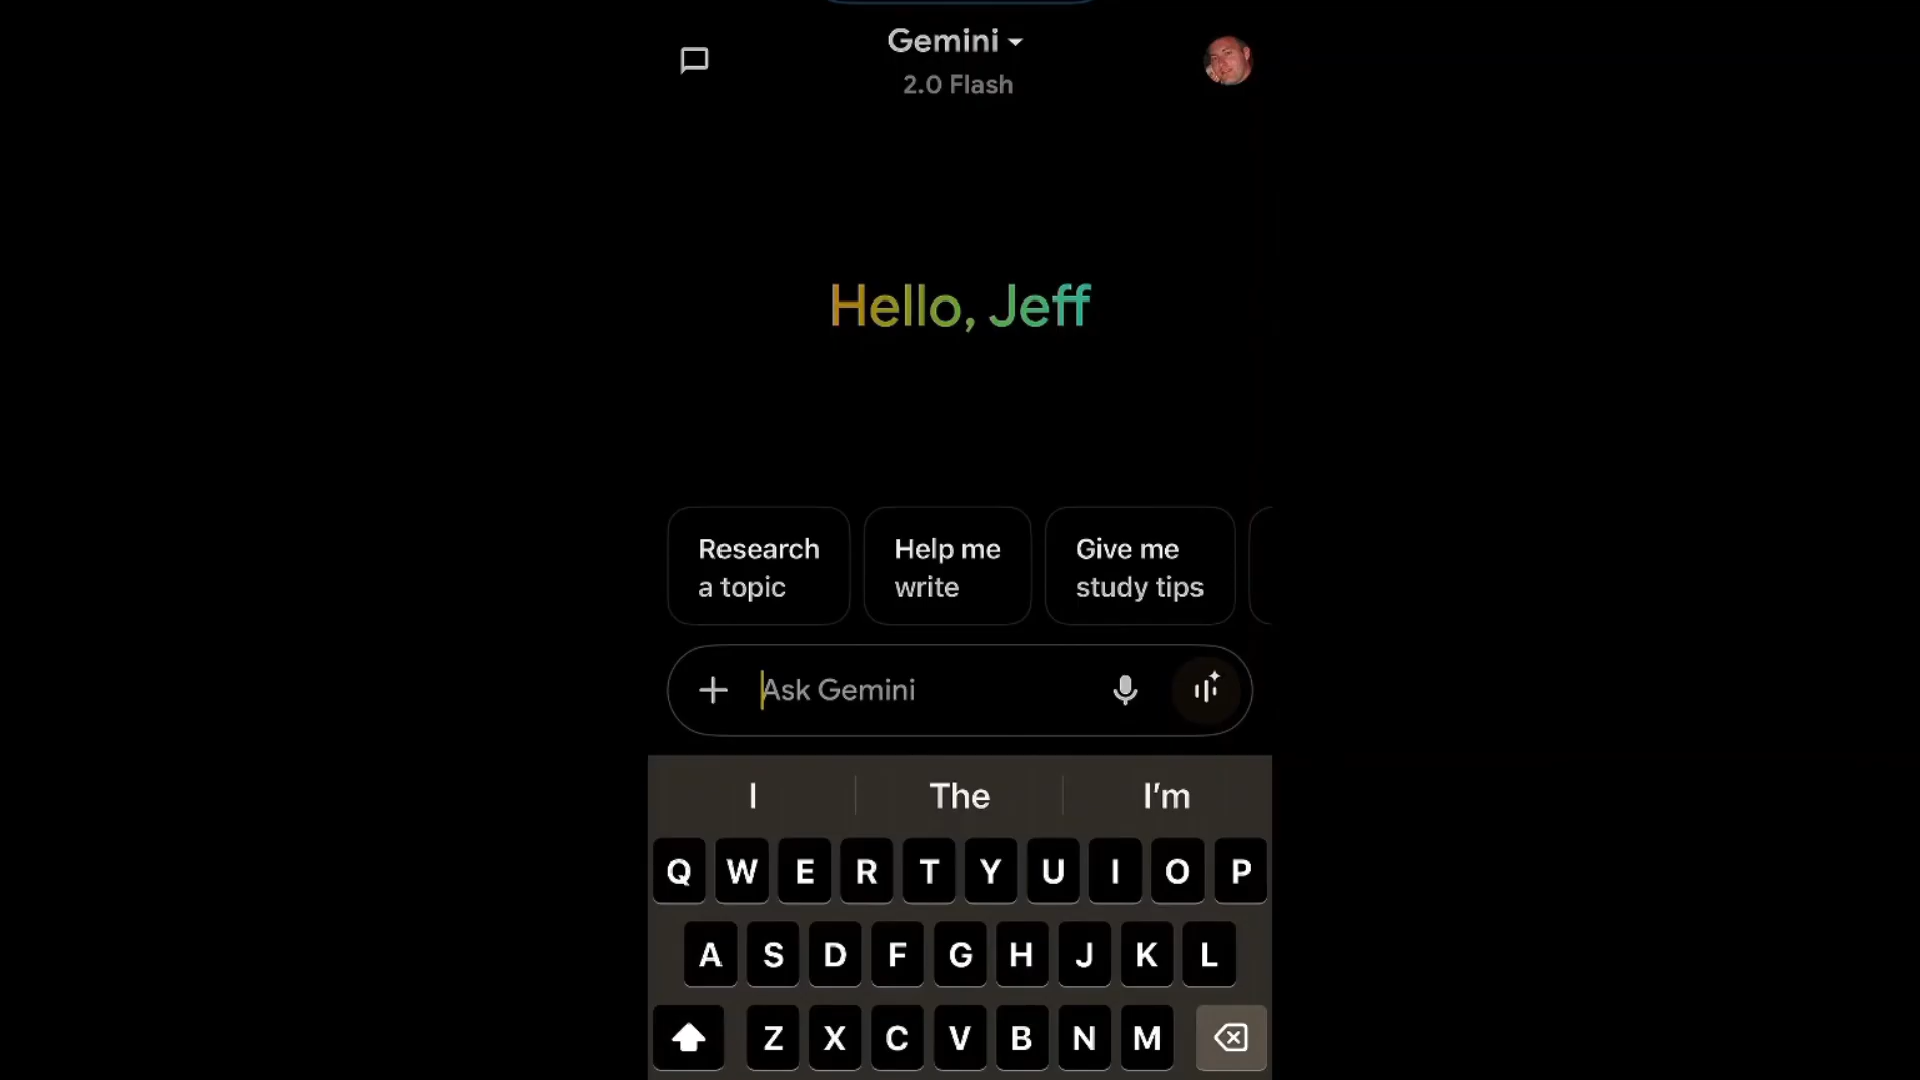 Gemini
2.0 Flash
Hello, Jeff
Research
a topic
Help me
write
Give me
study tips
Ask Gemini
I The I'm
Q W E R T Y U I O P
A S D F G H J K L
Z X C V B N M